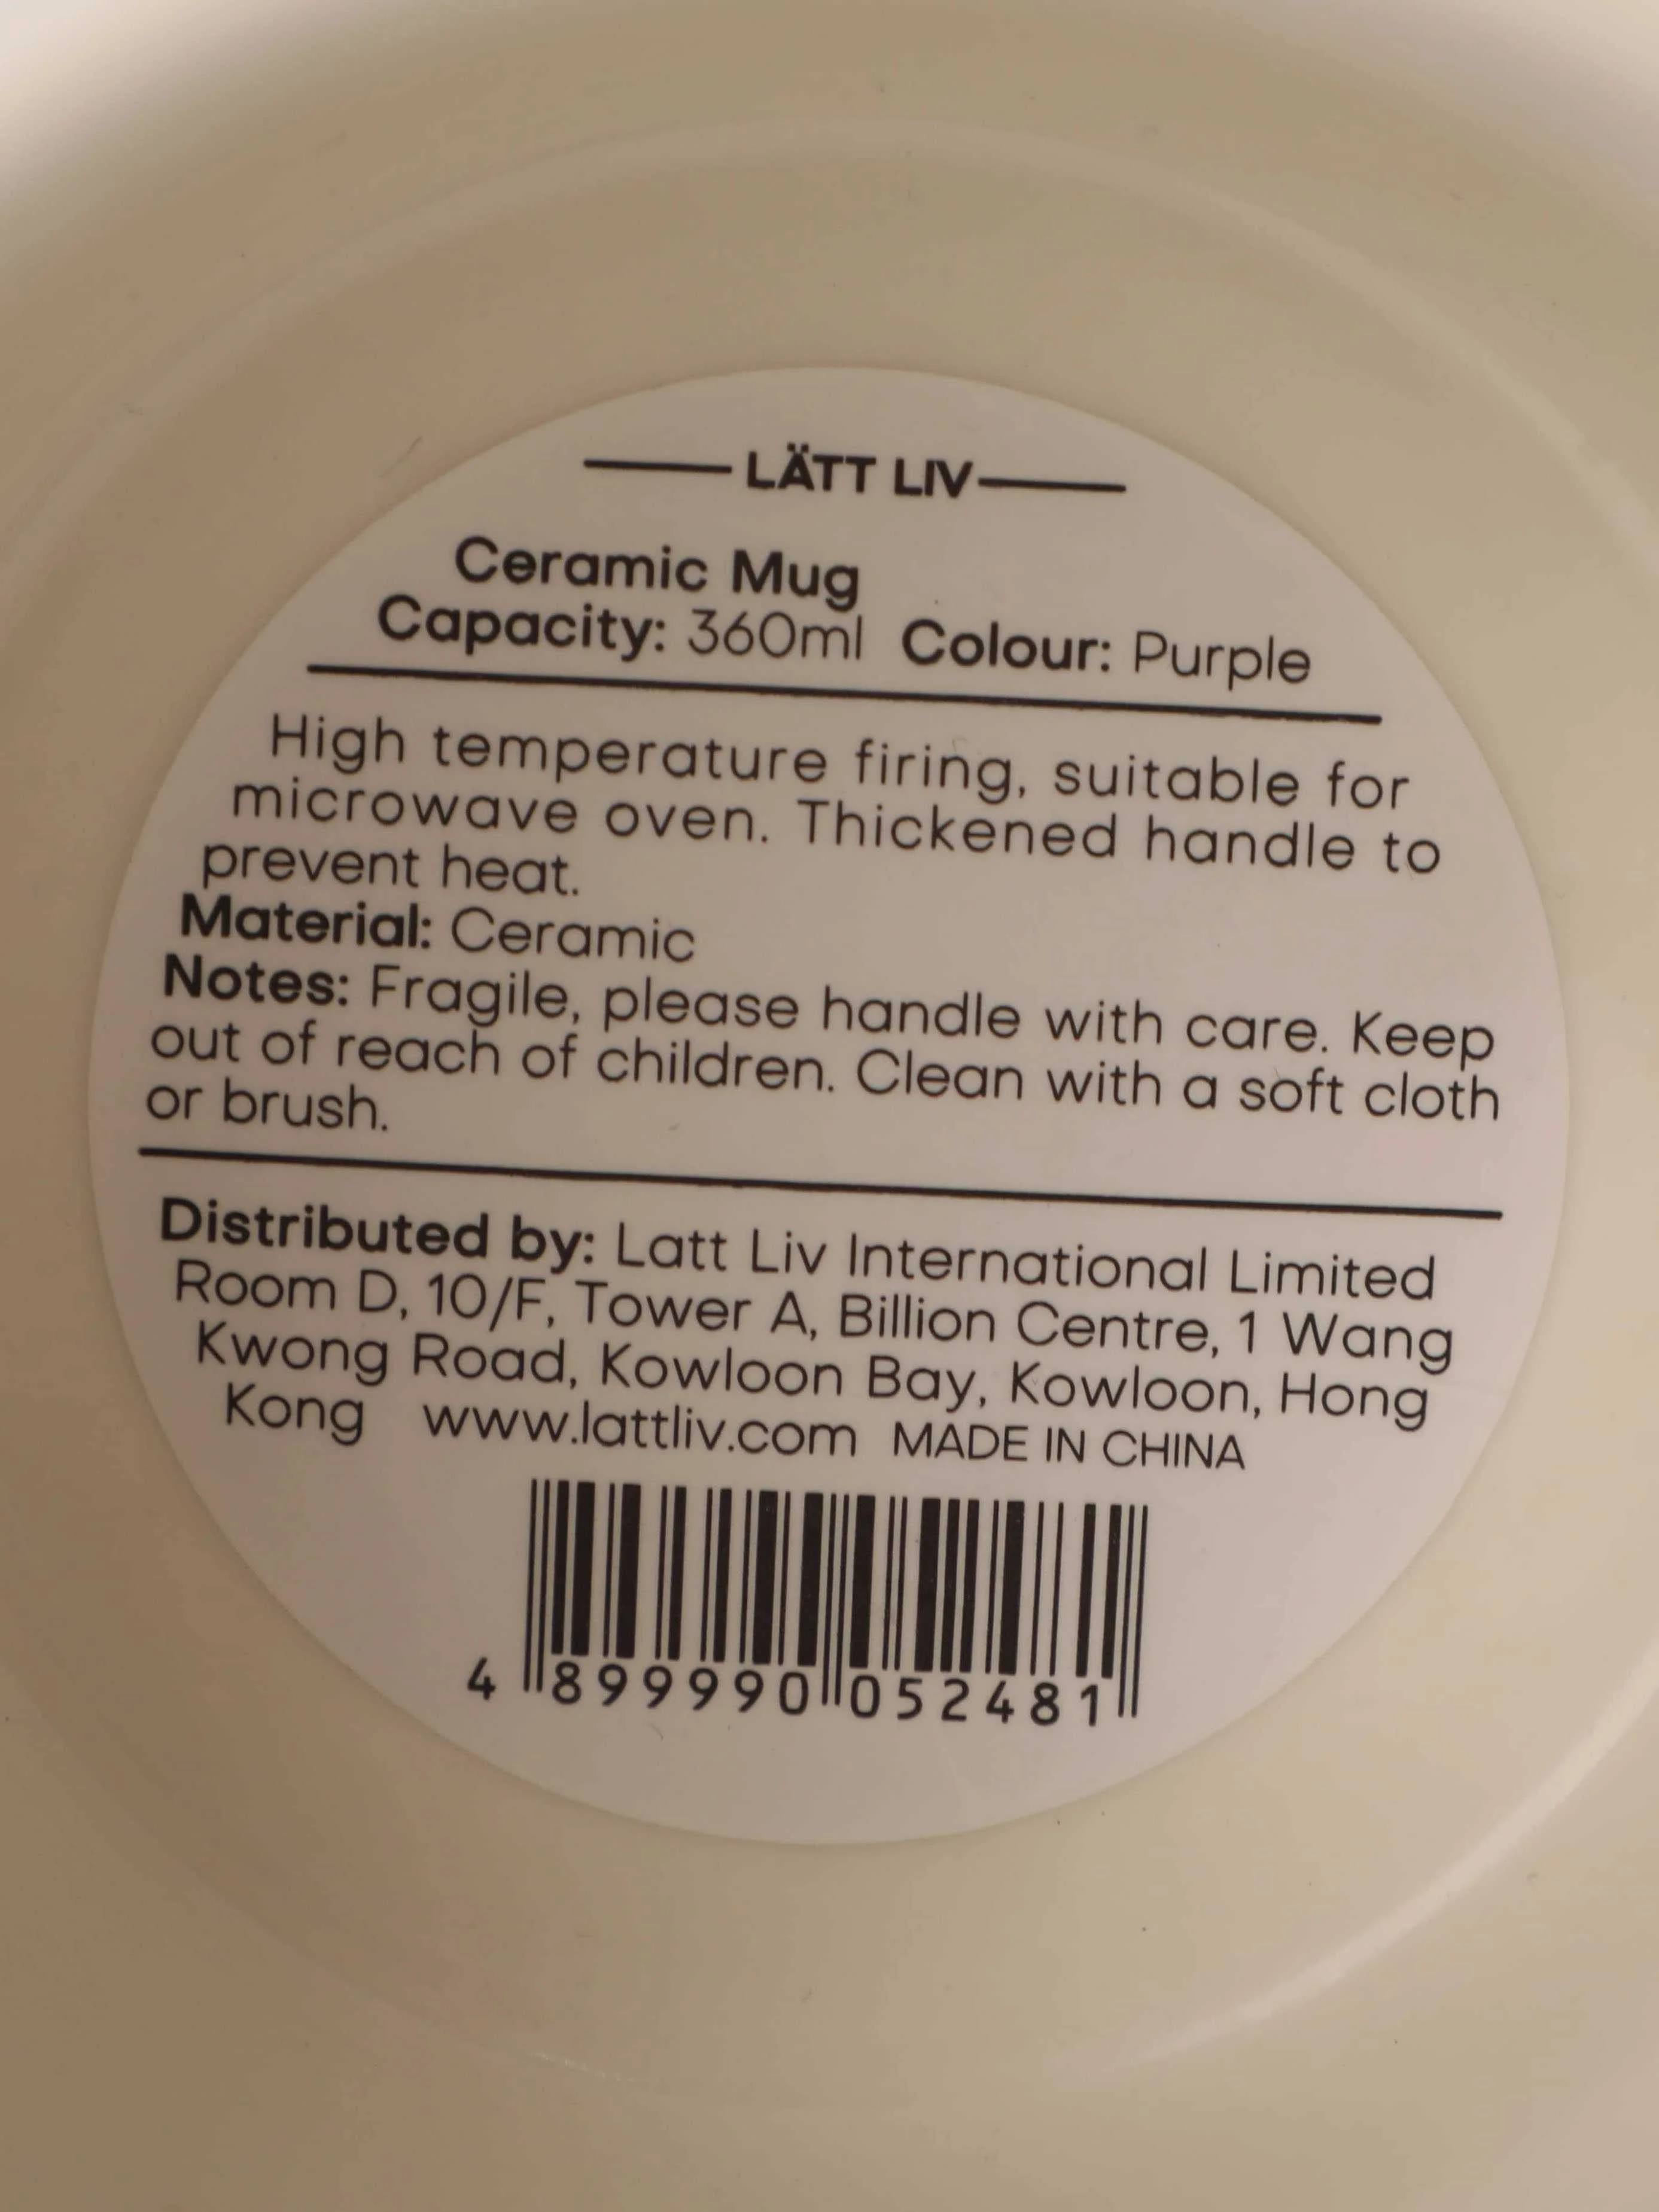 LÄTT LIV
Ceramic Mug
Capacity: 360ml Colour: Purple
High temperature firing, suitable for
microwave oven. Thickened handle to
prevent heat.
Material: Ceramic
Notes: Fragile, please handle with care. Keep
out of reach of children. Clean with a soft cloth
or brush.
Distributed by: Latt Liv International Limited
Room D, 10/F, Tower A, Billion Centre, 1 Wang
Kwong Road, Kowloon Bay, Kowloon, Hong
Kong www.lattliv.com MADE IN CHINA
4 899990 052481